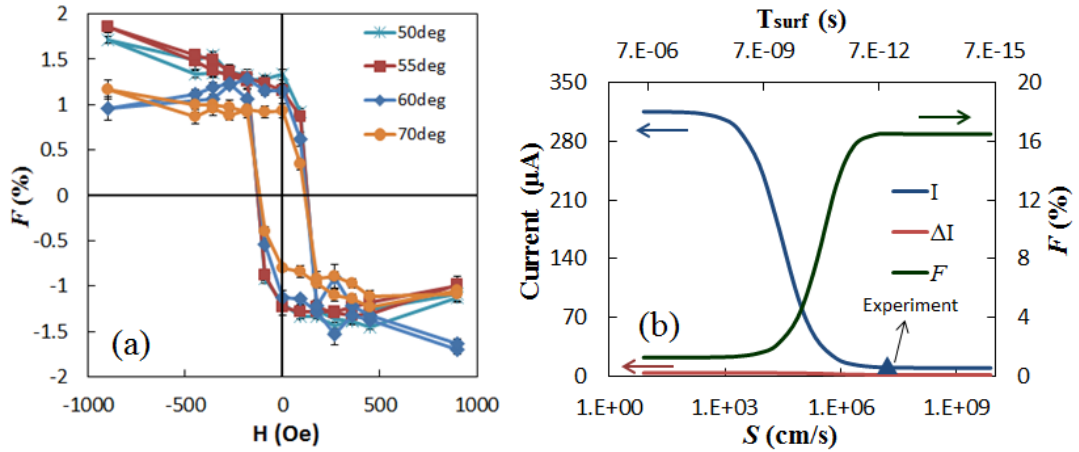 2
1.5
1
0.5
0
-0.5
-1
-1.5
-2
F (%)
-1000 -500 0 500 1000
H (Oe)
50deg
55deg
60deg
70deg
(a)
T surf (s)
7.E-06 7.E-09 7.E-12 7.E-15
350
280
210
140
70
0
Current (µA)
20
16
12
8
4
0
F (%)
I
ΔI
F
Experiment
(b)
1.E+00 1.E+03 1.E+06 1.E+09
S (cm/s)